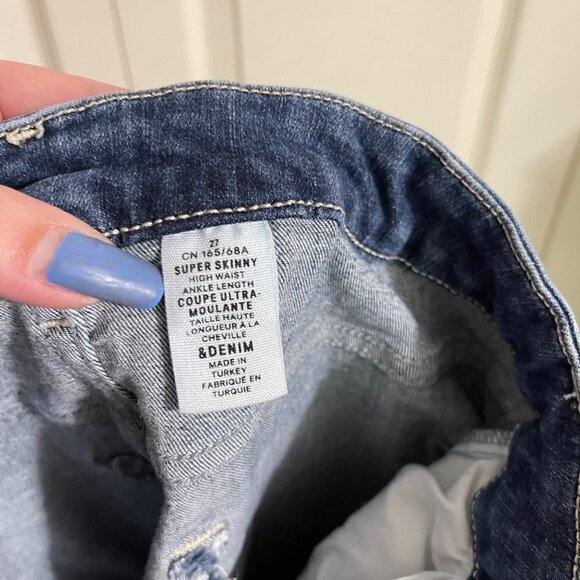 27
CN 165/68A
SUPER SKINNY
HIGH WAIST
ANKLE LENGTH
COUPE ULTRA-
MOULANTE
TAILLE HAUTE
LONGUEUR À LA
CHEVILLE
&DENIM
MADE IN
TURKEY
FABRIQUÉ EN
TURQUIE